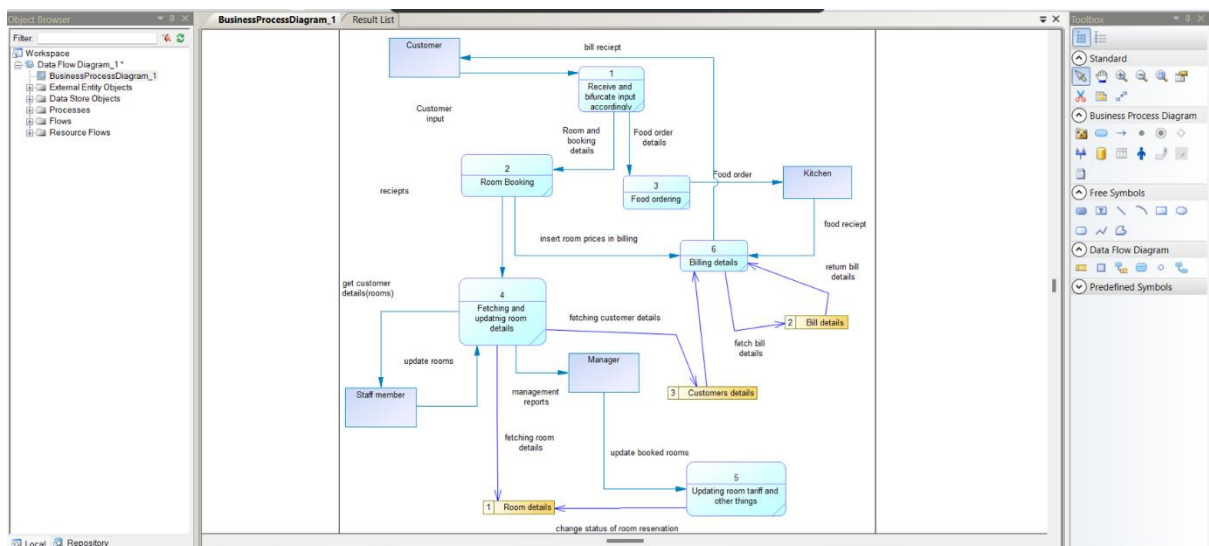 Object Browser
BusinessProcessDiagram_1
Result List
Toolbox
Filter:
Workspace
Data Flow Diagram_1 *
BusinessProcessDiagram_1
External Entity Objects
Data Store Objects
Processes
Flows
Resource Flows
Local
Repository
Customer
bill reciept
1
Receive and
bifurcate input
accordingly
Customer
input
Room and
booking
details
Food order
details
2
Room Booking
3
Food ordering
Food order
Kitchen
reciepts
insert room prices in billing
food reciept
6
Billing details
return bill
details
get customer
details(rooms)
4
Fetching and
updatnig room
details
fetching customer details
2 Bill details
fetch bill
details
update rooms
Manager
Staff member
management
reports
3 Customers details
fetching room
details
update booked rooms
5
Updating room tariff and
other things
1 Room details
change status of room reservation
Standard
Business Process Diagram
Free Symbols
Data Flow Diagram
Predefined Symbols